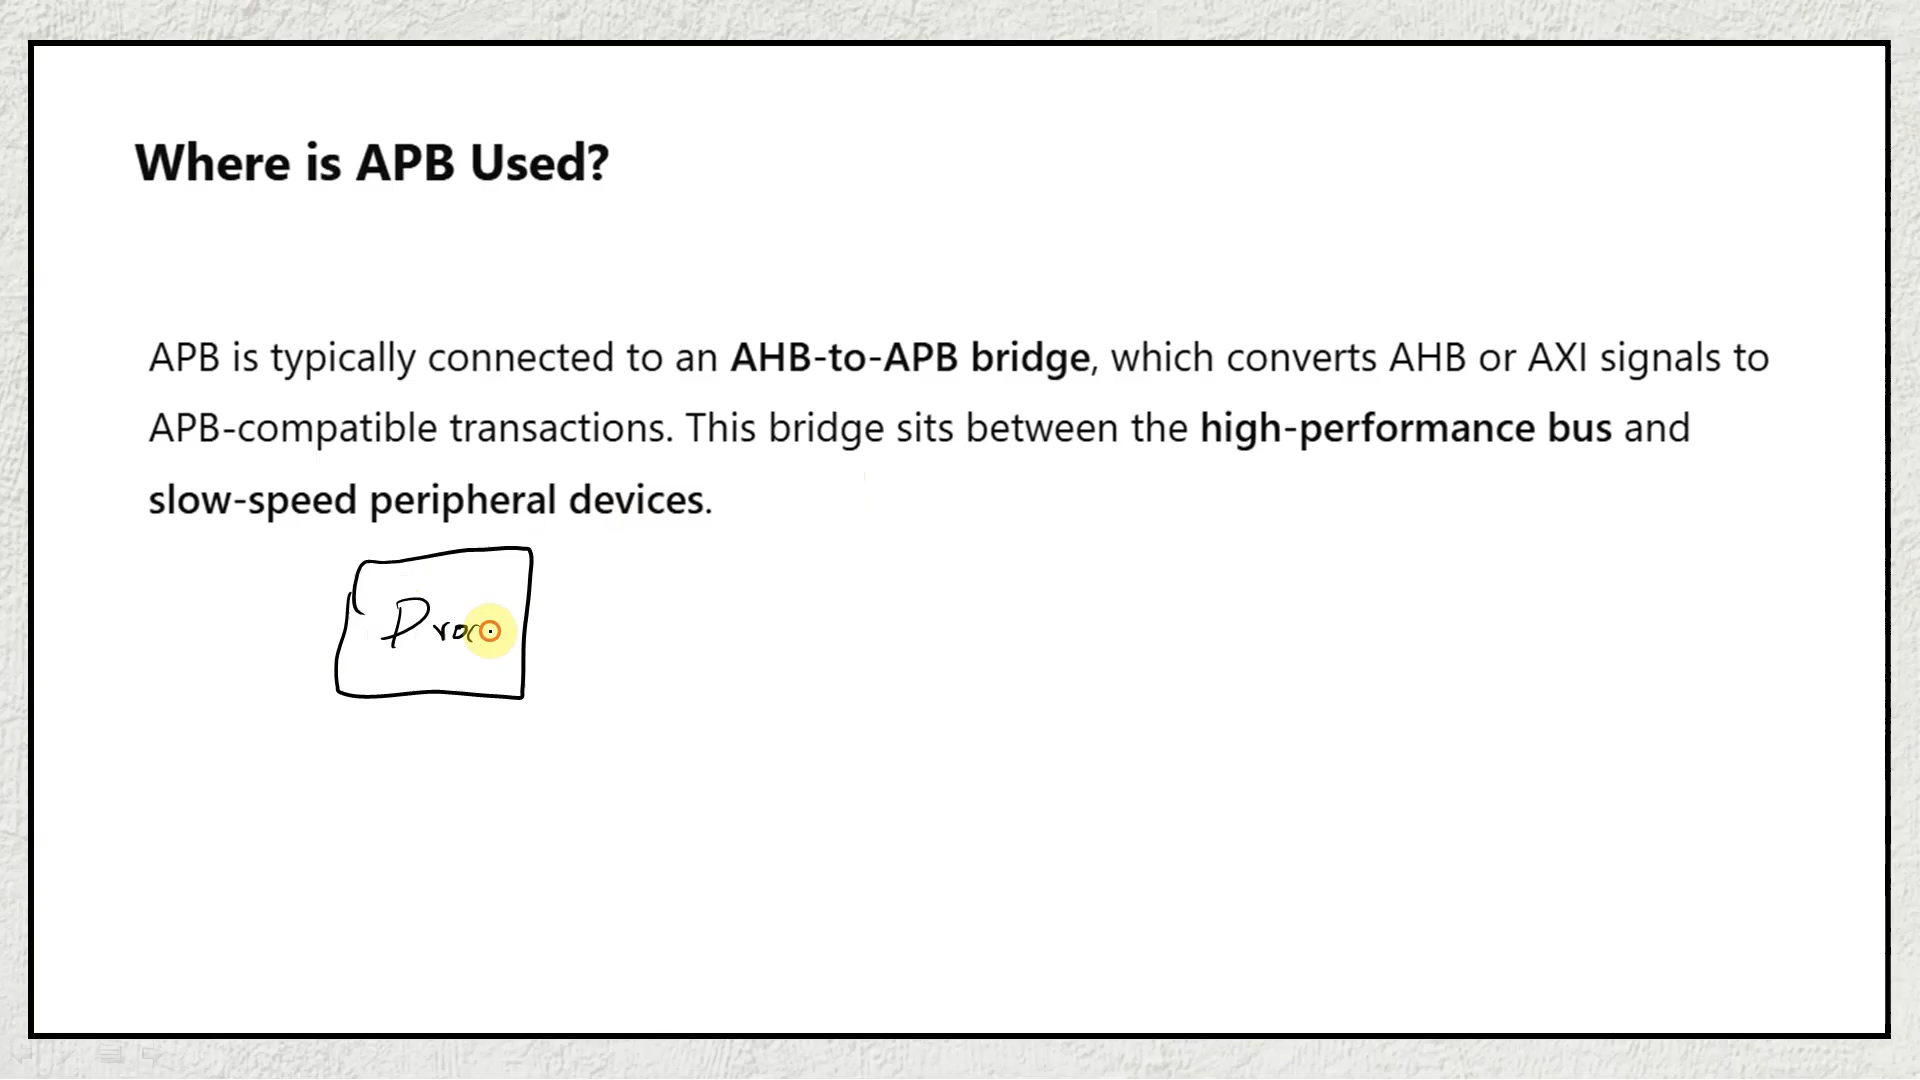 Where is APB Used?
APB is typically connected to an AHB-to-APB bridge, which converts AHB or AXI signals to
APB-compatible transactions. This bridge sits between the high-performance bus and
slow-speed peripheral devices.
Proc